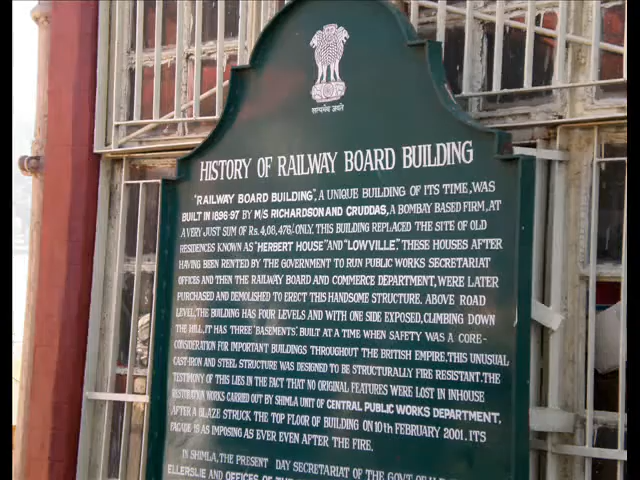 सत्यमेव जयते
HISTORY OF RAILWAY BOARD BUILDING
"RAILWAY BOARD BUILDING", A UNIQUE BUILDING OF ITS TIME, WAS
BUILT IN 1896-97 BY M/S RICHARDSON AND CRUDDAS, A BOMBAY BASED FIRM, AT
A VERY JUST SUM OF Rs. 4,08,476/ ONLY. THIS BUILDING REPLACED THE SITE OF OLD
RESIDENCES KNOWN AS "HERBERT HOUSE" AND "LOWVILLE." THESE HOUSES AFTER
HAVING BEEN RENTED BY THE GOVERNMENT TO RUN PUBLIC WORKS SECRETARIAT
OFFICES AND THEN THE RAILWAY BOARD AND COMMERCE DEPARTMENT, WERE LATER
PURCHASED AND DEMOLISHED TO ERECT THIS HANDSOME STRUCTURE. ABOVE ROAD
LEVEL, THE BUILDING HAS FOUR LEVELS AND WITH ONE SIDE EXPOSED, CLIMBING DOWN
THE HILL, IT HAS THREE 'BASEMENTS'. BUILT AT A TIME WHEN SAFETY WAS A CORE-
CONSIDERATION FOR IMPORTANT BUILDINGS THROUGHOUT THE BRITISH EMPIRE, THIS UNUSUAL
CAST-IRON AND STEEL STRUCTURE WAS DESIGNED TO BE STRUCTURALLY FIRE RESISTANT. THE
TESTIMONY OF THIS LIES IN THE FACT THAT NO ORIGINAL FEATURES WERE LOST IN INHOUSE
RESTORATION WORKS CARRIED OUT BY SHIMLA UNIT OF CENTRAL PUBLIC WORKS DEPARTMENT,
AFTER A BLAZE STRUCK THE TOP FLOOR OF BUILDING ON 10th FEBRUARY 2001. ITS
FACADE IS AS IMPOSING AS EVER EVEN AFTER THE FIRE.
IN SHIMLA, THE PRESENT DAY SECRETARIAT OF THE GOVT. OF
ELLERSLIE AND OFFICES OF THE